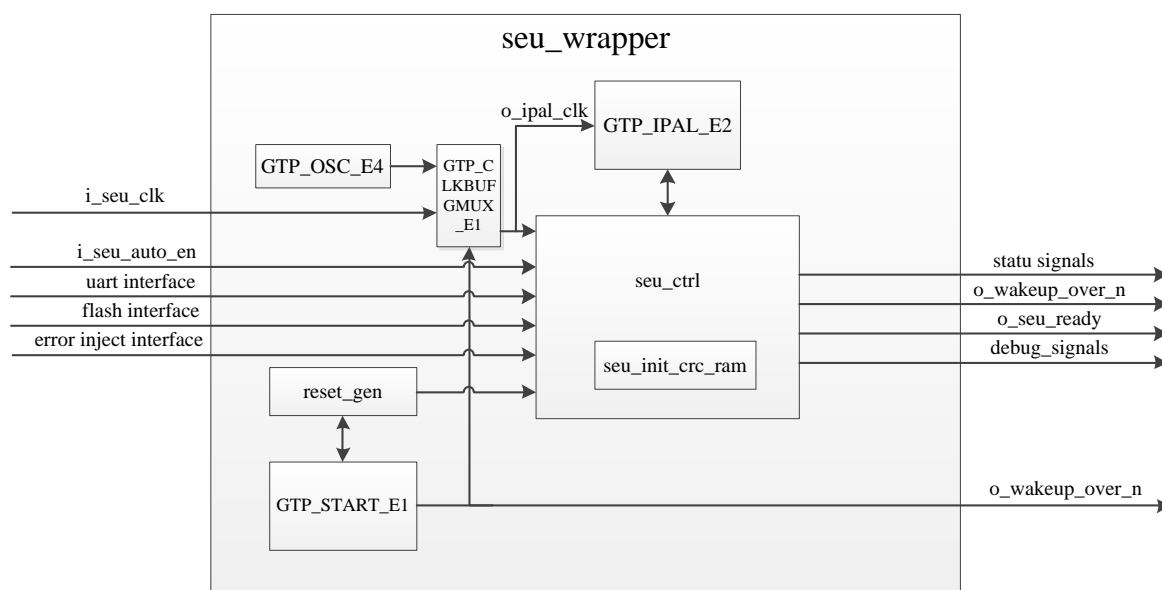 seu_wrapper
o_ipal_clk
GTP_IPAL_E2
GTP_OSC_E4
GTP_C
LKBUF
GMUX
_E1
i_seu_clk
i_seu_auto_en
uart interface
flash interface
error inject interface
seu_ctrl
seu_init_crc_ram
statu signals
o_wakeup_over_n
o_seu_ready
debug_signals
reset_gen
GTP_START_E1
o_wakeup_over_n